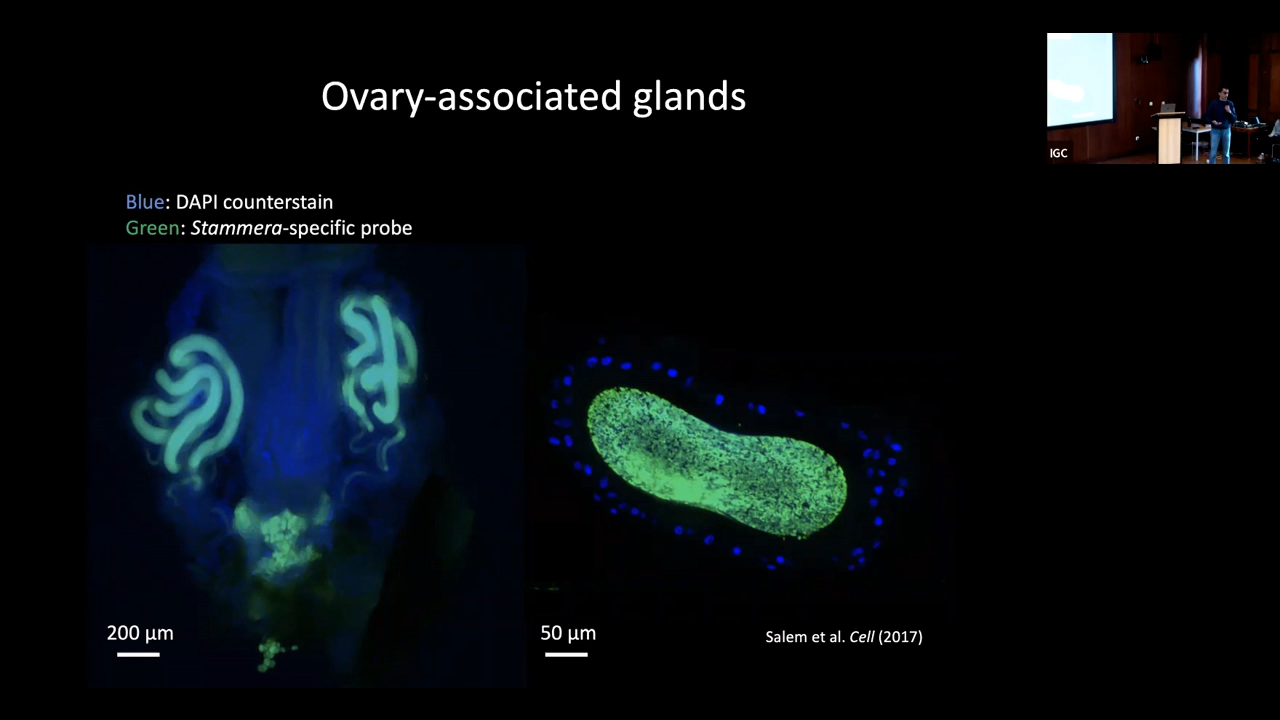 Ovary-associated glands
IGC
Blue: DAPI counterstain
Green: Stammera-specific probe
200 µm
50 µm
Salem et al. Cell (2017)